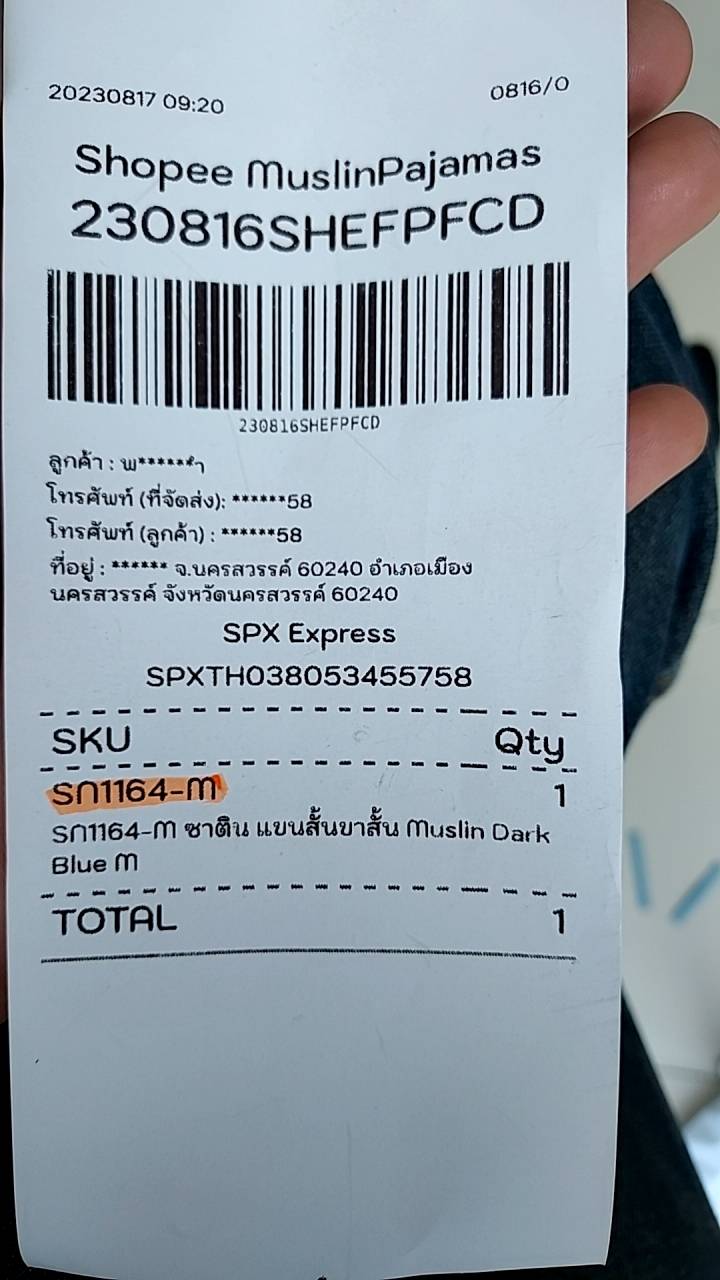 20230817 09:20 0816/0
Shopee MuslinPajamas
230816SHEFPFCD
230816SHEFPFCD
ลูกค้า : พ******ำ
โทรศัพท์ (ที่จัดส่ง): ******58
โทรศัพท์ (ลูกค้า) : ******58
ที่อยู่ : ****** จ.นครสวรรค์ 60240 อำเภอเมือง
นครสวรรค์ จังหวัดนครสวรรค์ 60240
SPX Express
SPXTH038053455758
SKU Qty
SN1164-M 1
SN1164-M ซาติน แขนสั้นขาสั้น Muslin Dark
Blue M
TOTAL 1